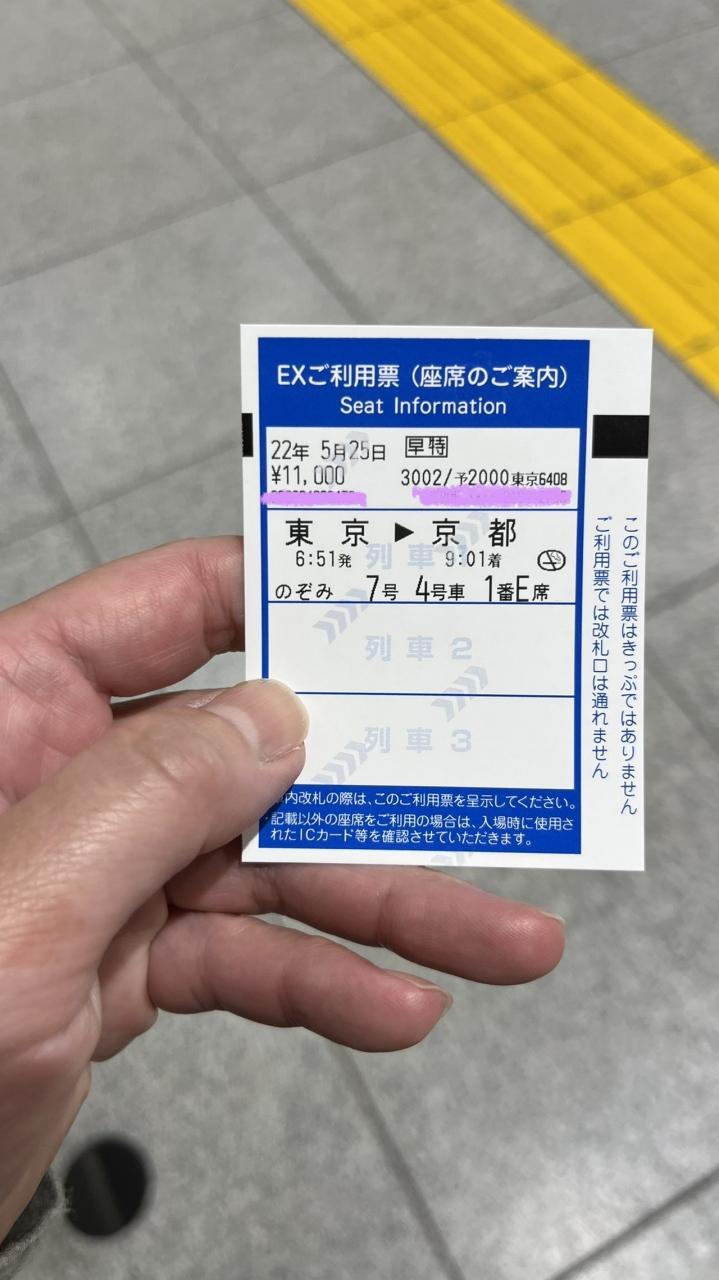 EXご利用票（座席のご案内）
Seat Information
22年 5月25日 早特
¥11,000 3002/予2000東京6408
東京▶京都
列車1
6:51発 9:01着
のぞみ 7号 4号車 1番E席
列車2
列車3
内改札の際は、このご利用票を呈示してください。
記載以外の座席をご利用の場合は、入場時に使用さ
れたICカード等を確認させていただきます。
このご利用票はきっぷではありません
ご利用票では改札口は通れません